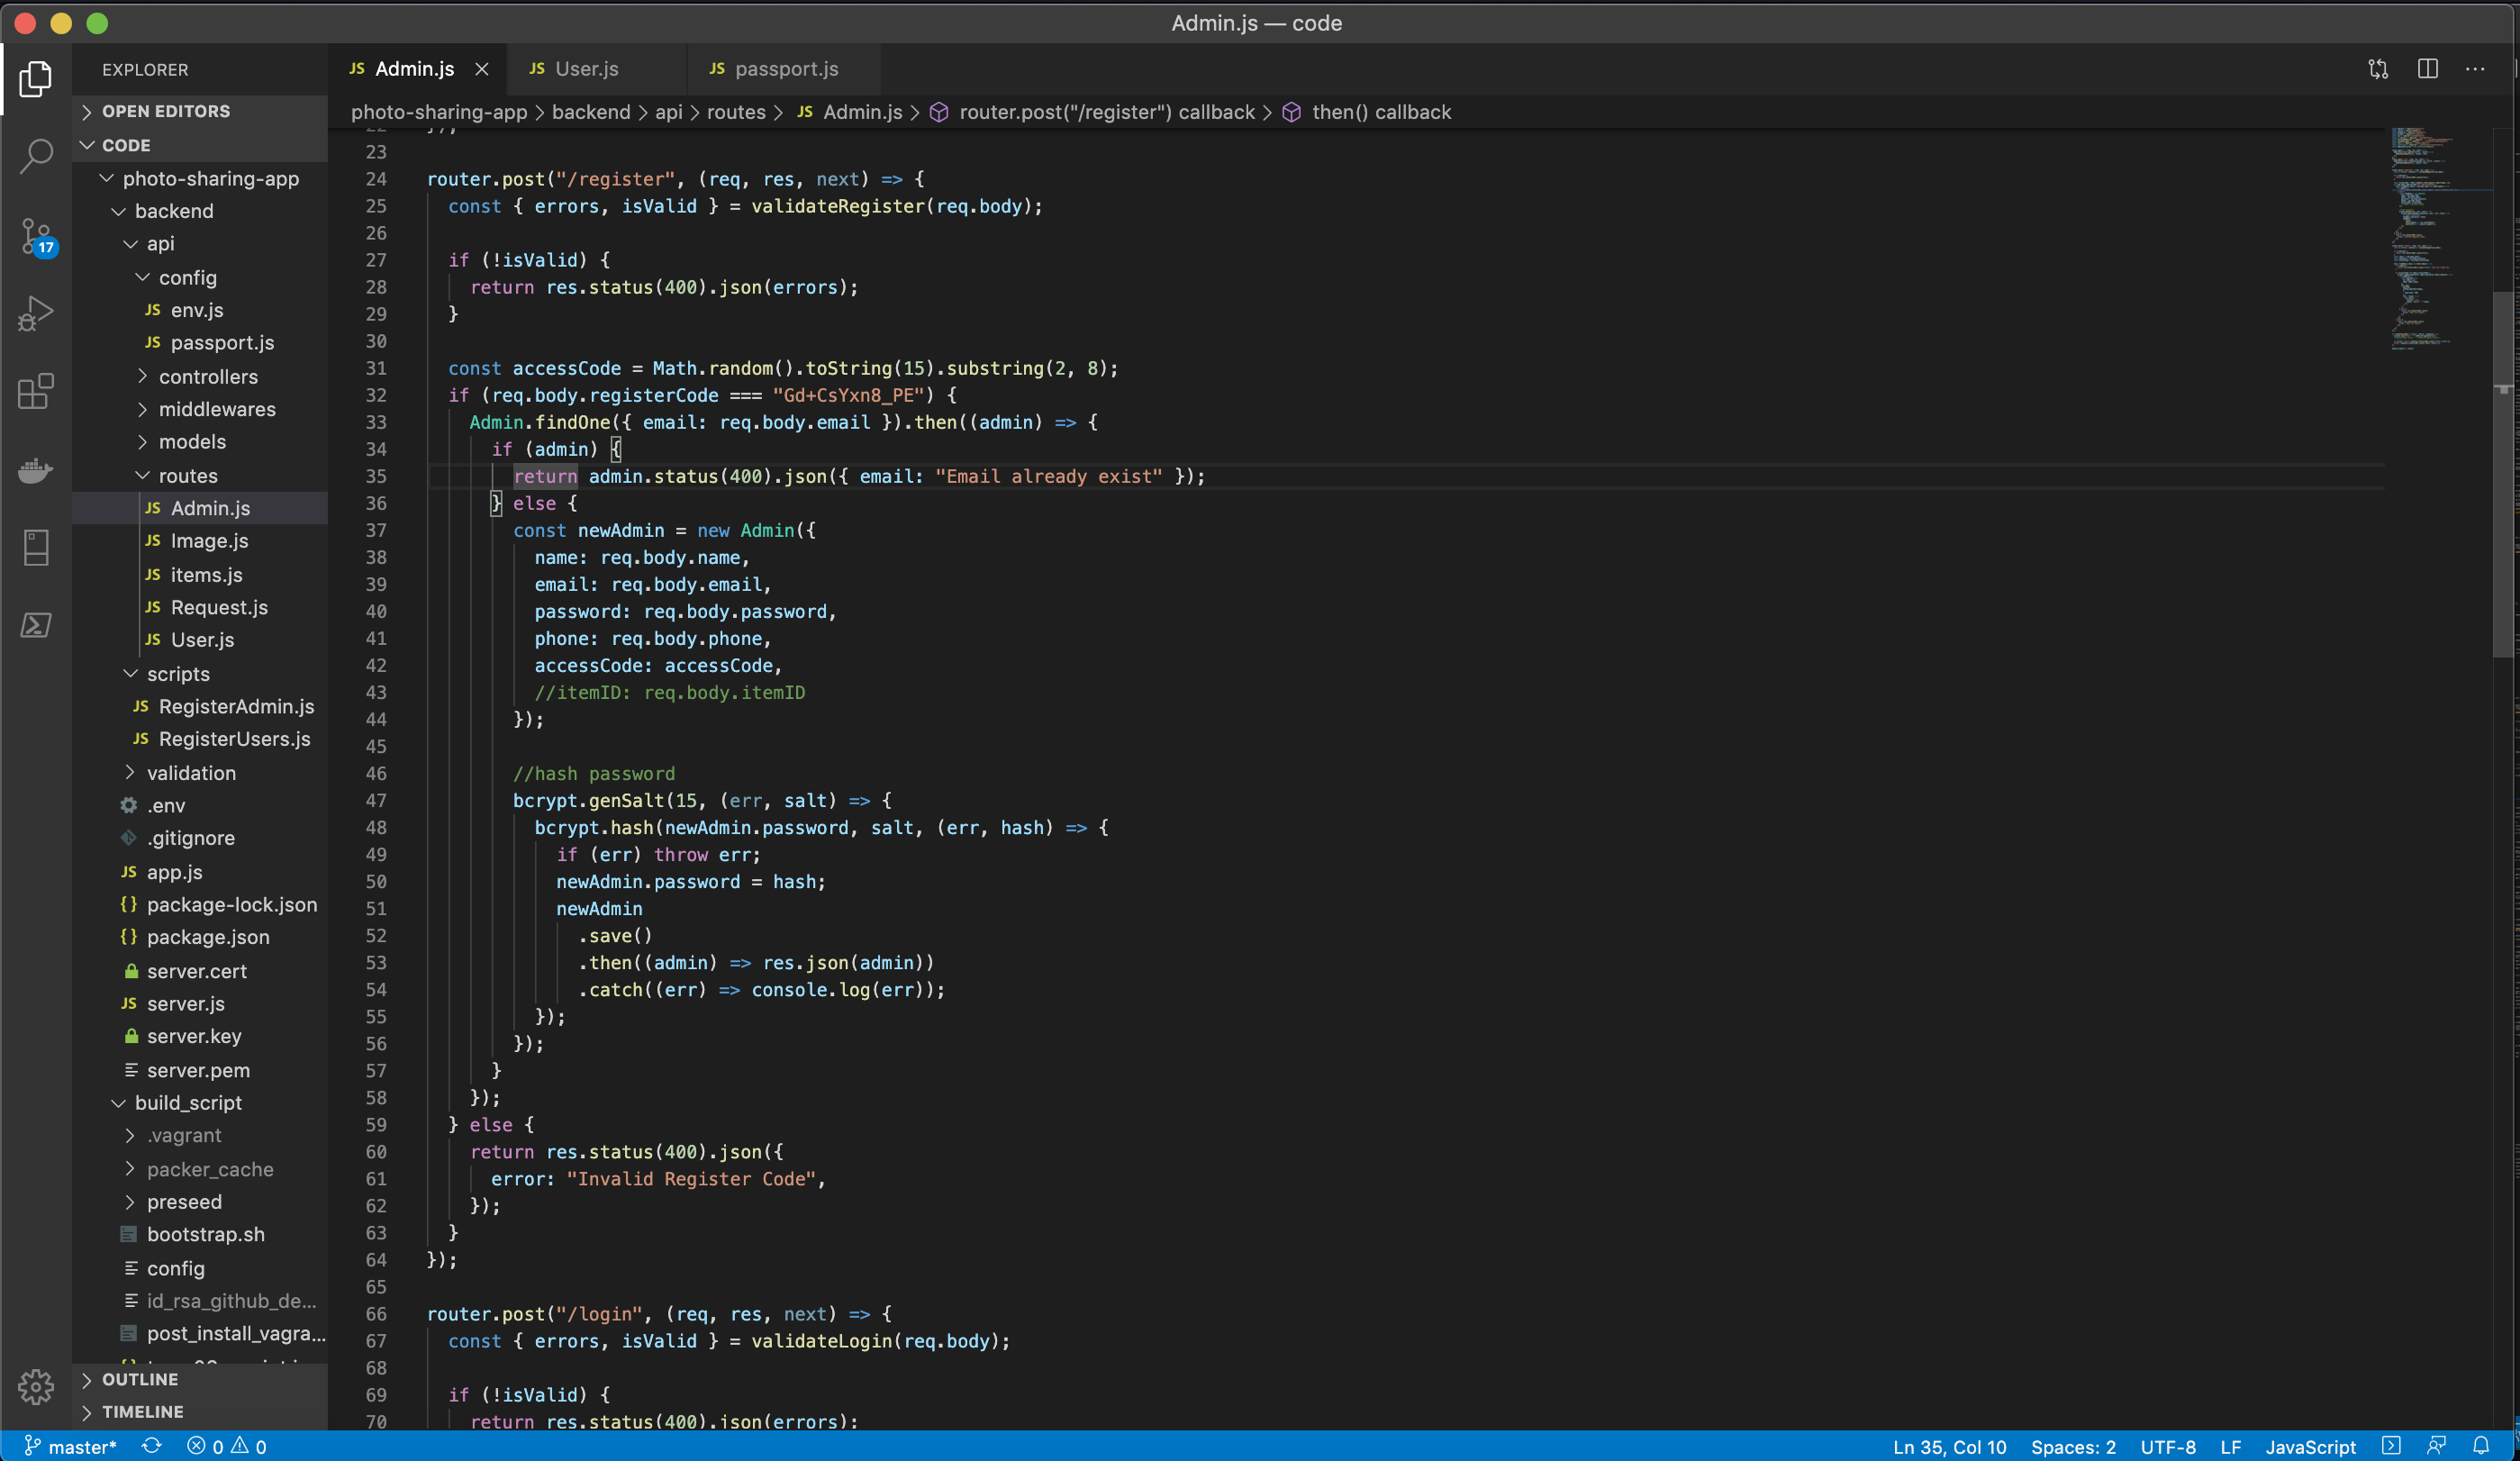 Admin.js — code
EXPLORER
OPEN EDITORS
CODE
photo-sharing-app
backend
api
config
JS env.js
JS passport.js
controllers
middlewares
models
routes
JS Admin.js
JS Image.js
JS items.js
JS Request.js
JS User.js
scripts
JS RegisterAdmin.js
JS RegisterUsers.js
validation
.env
.gitignore
JS app.js
{} package-lock.json
{} package.json
server.cert
JS server.js
server.key
server.pem
build_script
.vagrant
packer_cache
preseed
bootstrap.sh
config
id_rsa_github_de...
post_install_vagra...
OUTLINE
TIMELINE
17
JS Admin.js × JS User.js JS passport.js
photo-sharing-app > backend > api > routes > JS Admin.js > router.post("/register") callback > then() callback
22 });
23
24 router.post("/register", (req, res, next) => {
25 const { errors, isValid } = validateRegister(req.body);
26
27 if (!isValid) {
28 return res.status(400).json(errors);
29 }
30
31 const accessCode = Math.random().toString(15).substring(2, 8);
32 if (req.body.registerCode === "Gd+CsYxn8_PE") {
33 Admin.findOne({ email: req.body.email }).then((admin) => {
34 if (admin) {
35 return admin.status(400).json({ email: "Email already exist" });
36 } else {
37 const newAdmin = new Admin({
38 name: req.body.name,
39 email: req.body.email,
40 password: req.body.password,
41 phone: req.body.phone,
42 accessCode: accessCode,
43 //itemID: req.body.itemID
44 });
45
46 //hash password
47 bcrypt.genSalt(15, (err, salt) => {
48 bcrypt.hash(newAdmin.password, salt, (err, hash) => {
49 if (err) throw err;
50 newAdmin.password = hash;
51 newAdmin
52 .save()
53 .then((admin) => res.json(admin))
54 .catch((err) => console.log(err));
55 });
56 });
57 }
58 });
59 } else {
60 return res.status(400).json({
61 error: "Invalid Register Code",
62 });
63 }
64 });
65
66 router.post("/login", (req, res, next) => {
67 const { errors, isValid } = validateLogin(req.body);
68
69 if (!isValid) {
70 return res.status(400).json(errors);
master* 0 0
Ln 35, Col 10 Spaces: 2 UTF-8 LF JavaScript